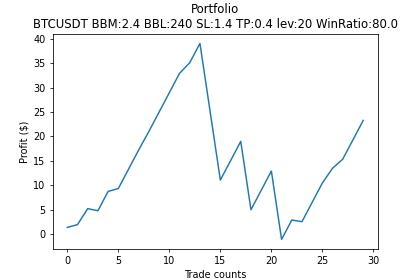 Portfolio
BTCUSDT BBM:2.4 BBL:240 SL:1.4 TP:0.4 lev:20 WinRatio:80.0
40
35
30
25
20
15
10
5
0
Profit ($)
0 5 10 15 20 25 30
Trade counts